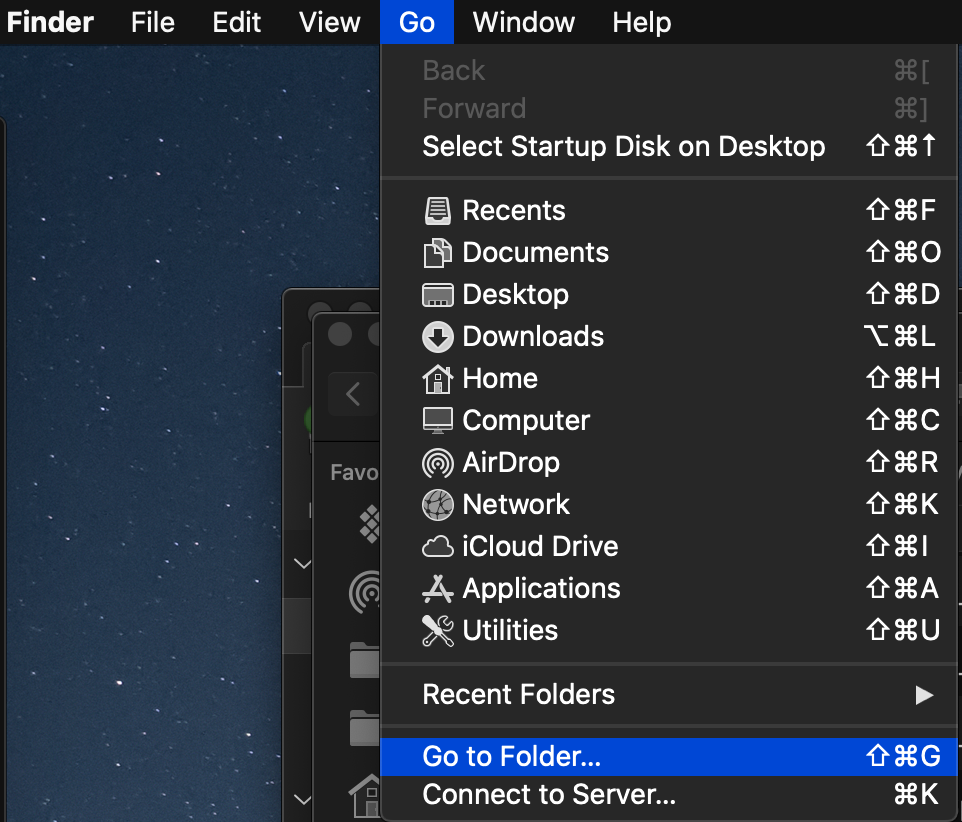 Finder File Edit View Go Window Help
Back ⌘[
Forward ⌘]
Select Startup Disk on Desktop ⇧⌘↑
Recents ⇧⌘F
Documents ⇧⌘O
Desktop ⇧⌘D
Downloads ⌥⌘L
Home ⇧⌘H
Computer ⇧⌘C
AirDrop ⇧⌘R
Network ⇧⌘K
iCloud Drive ⇧⌘I
Applications ⇧⌘A
Utilities ⇧⌘U
Recent Folders ▶
Go to Folder... ⇧⌘G
Connect to Server... ⌘K
Favo